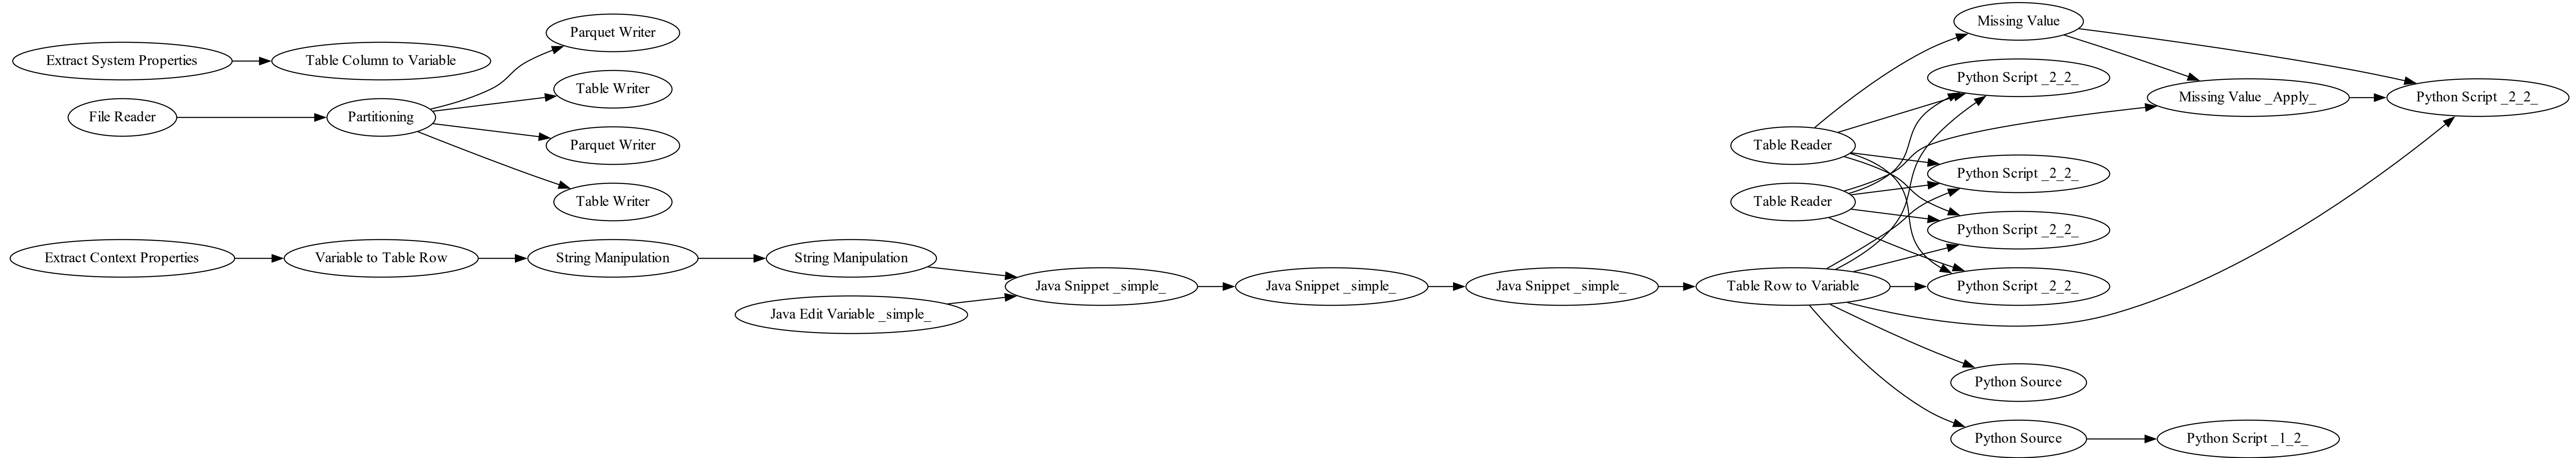 Extract System Properties
Table Column to Variable
File Reader
Partitioning
Parquet Writer
Table Writer
Parquet Writer
Table Writer
Extract Context Properties
Variable to Table Row
String Manipulation
String Manipulation
Java Edit Variable _simple_
Java Snippet _simple_
Java Snippet _simple_
Java Snippet _simple_
Table Row to Variable
Table Reader
Table Reader
Missing Value
Python Script _2_2_
Missing Value _Apply_
Python Script _2_2_
Python Script _2_2_
Python Script _2_2_
Python Script _2_2_
Python Source
Python Source
Python Script _1_2_